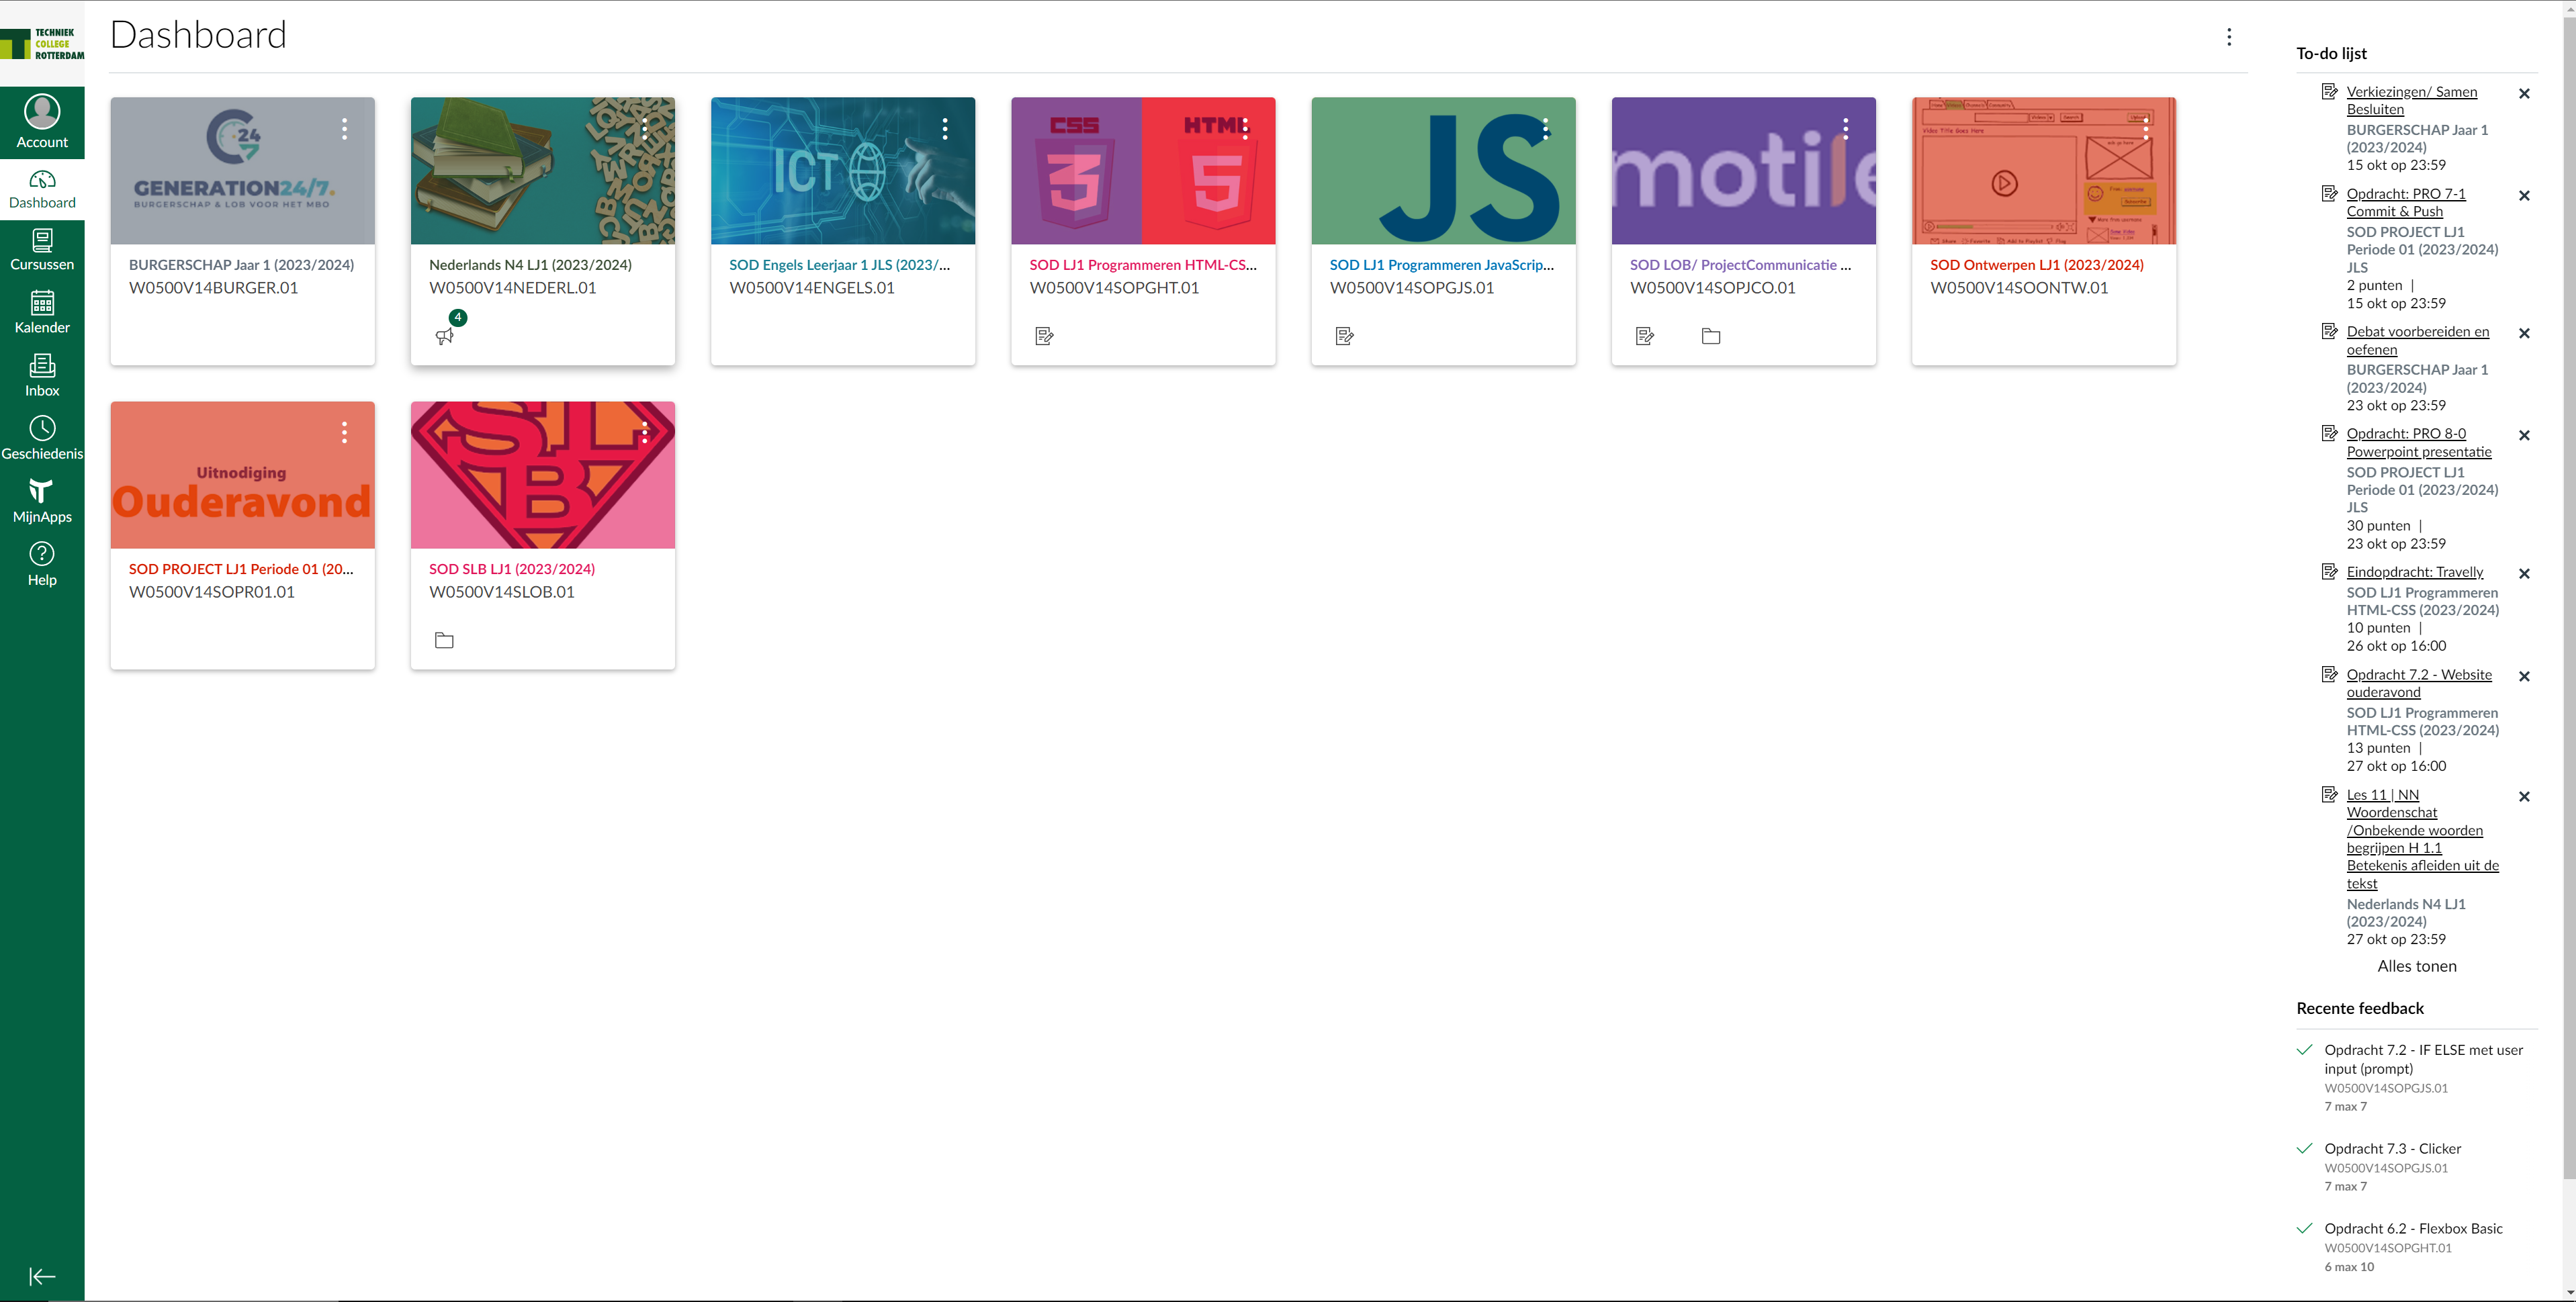 TECHNIEK
COLLEGE
ROTTERDAM
Account
Dashboard
Cursussen
Kalender
Inbox
Geschiedenis
MijnApps
Help
Dashboard
24
7
GENERATION24/7.
BURGERSCHAP & LOB VOOR HET MBO
BURGERSCHAP Jaar 1 (2023/2024)
W0500V14BURGER.01
Nederlands N4 LJ1 (2023/2024)
W0500V14NEDERL.01
4
ICT
SOD Engels Leerjaar 1 JLS (2023/...
W0500V14ENGELS.01
CSS
HTML
3
5
SOD LJ1 Programmeren HTML-CS...
W0500V14SOPGHT.01
JS
SOD LJ1 Programmeren JavaScrip...
W0500V14SOPGJS.01
motile
SOD LOB/ ProjectCommunicatie ...
W0500V14SOPJCO.01
Video Title Goes Here
SOD Ontwerpen LJ1 (2023/2024)
W0500V14SOONTW.01
Uitnodiging
Ouderavond
SOD PROJECT LJ1 Periode 01 (20...
W0500V14SOPR01.01
SL
B
SOD SLB LJ1 (2023/2024)
W0500V14SLOB.01
To-do lijst
Verkiezingen/ Samen
Besluiten
BURGERSCHAP Jaar 1
(2023/2024)
15 okt op 23:59
Opdracht: PRO 7-1
Commit & Push
SOD PROJECT LJ1
Periode 01 (2023/2024)
JLS
2 punten |
15 okt op 23:59
Debat voorbereiden en
oefenen
BURGERSCHAP Jaar 1
(2023/2024)
23 okt op 23:59
Opdracht: PRO 8-0
Powerpoint presentatie
SOD PROJECT LJ1
Periode 01 (2023/2024)
JLS
30 punten |
23 okt op 23:59
Eindopdracht: Travelly
SOD LJ1 Programmeren
HTML-CSS (2023/2024)
10 punten |
26 okt op 16:00
Opdracht 7.2 - Website
ouderavond
SOD LJ1 Programmeren
HTML-CSS (2023/2024)
13 punten |
27 okt op 16:00
Les 11 | NN
Woordenschat
/Onbekende woorden
begrijpen H 1.1
Betekenis afleiden uit de
tekst
Nederlands N4 LJ1
(2023/2024)
27 okt op 23:59
Alles tonen
Recente feedback
Opdracht 7.2 - IF ELSE met user
input (prompt)
W0500V14SOPGJS.01
7 max 7
Opdracht 7.3 - Clicker
W0500V14SOPGJS.01
7 max 7
Opdracht 6.2 - Flexbox Basic
W0500V14SOPGHT.01
6 max 10